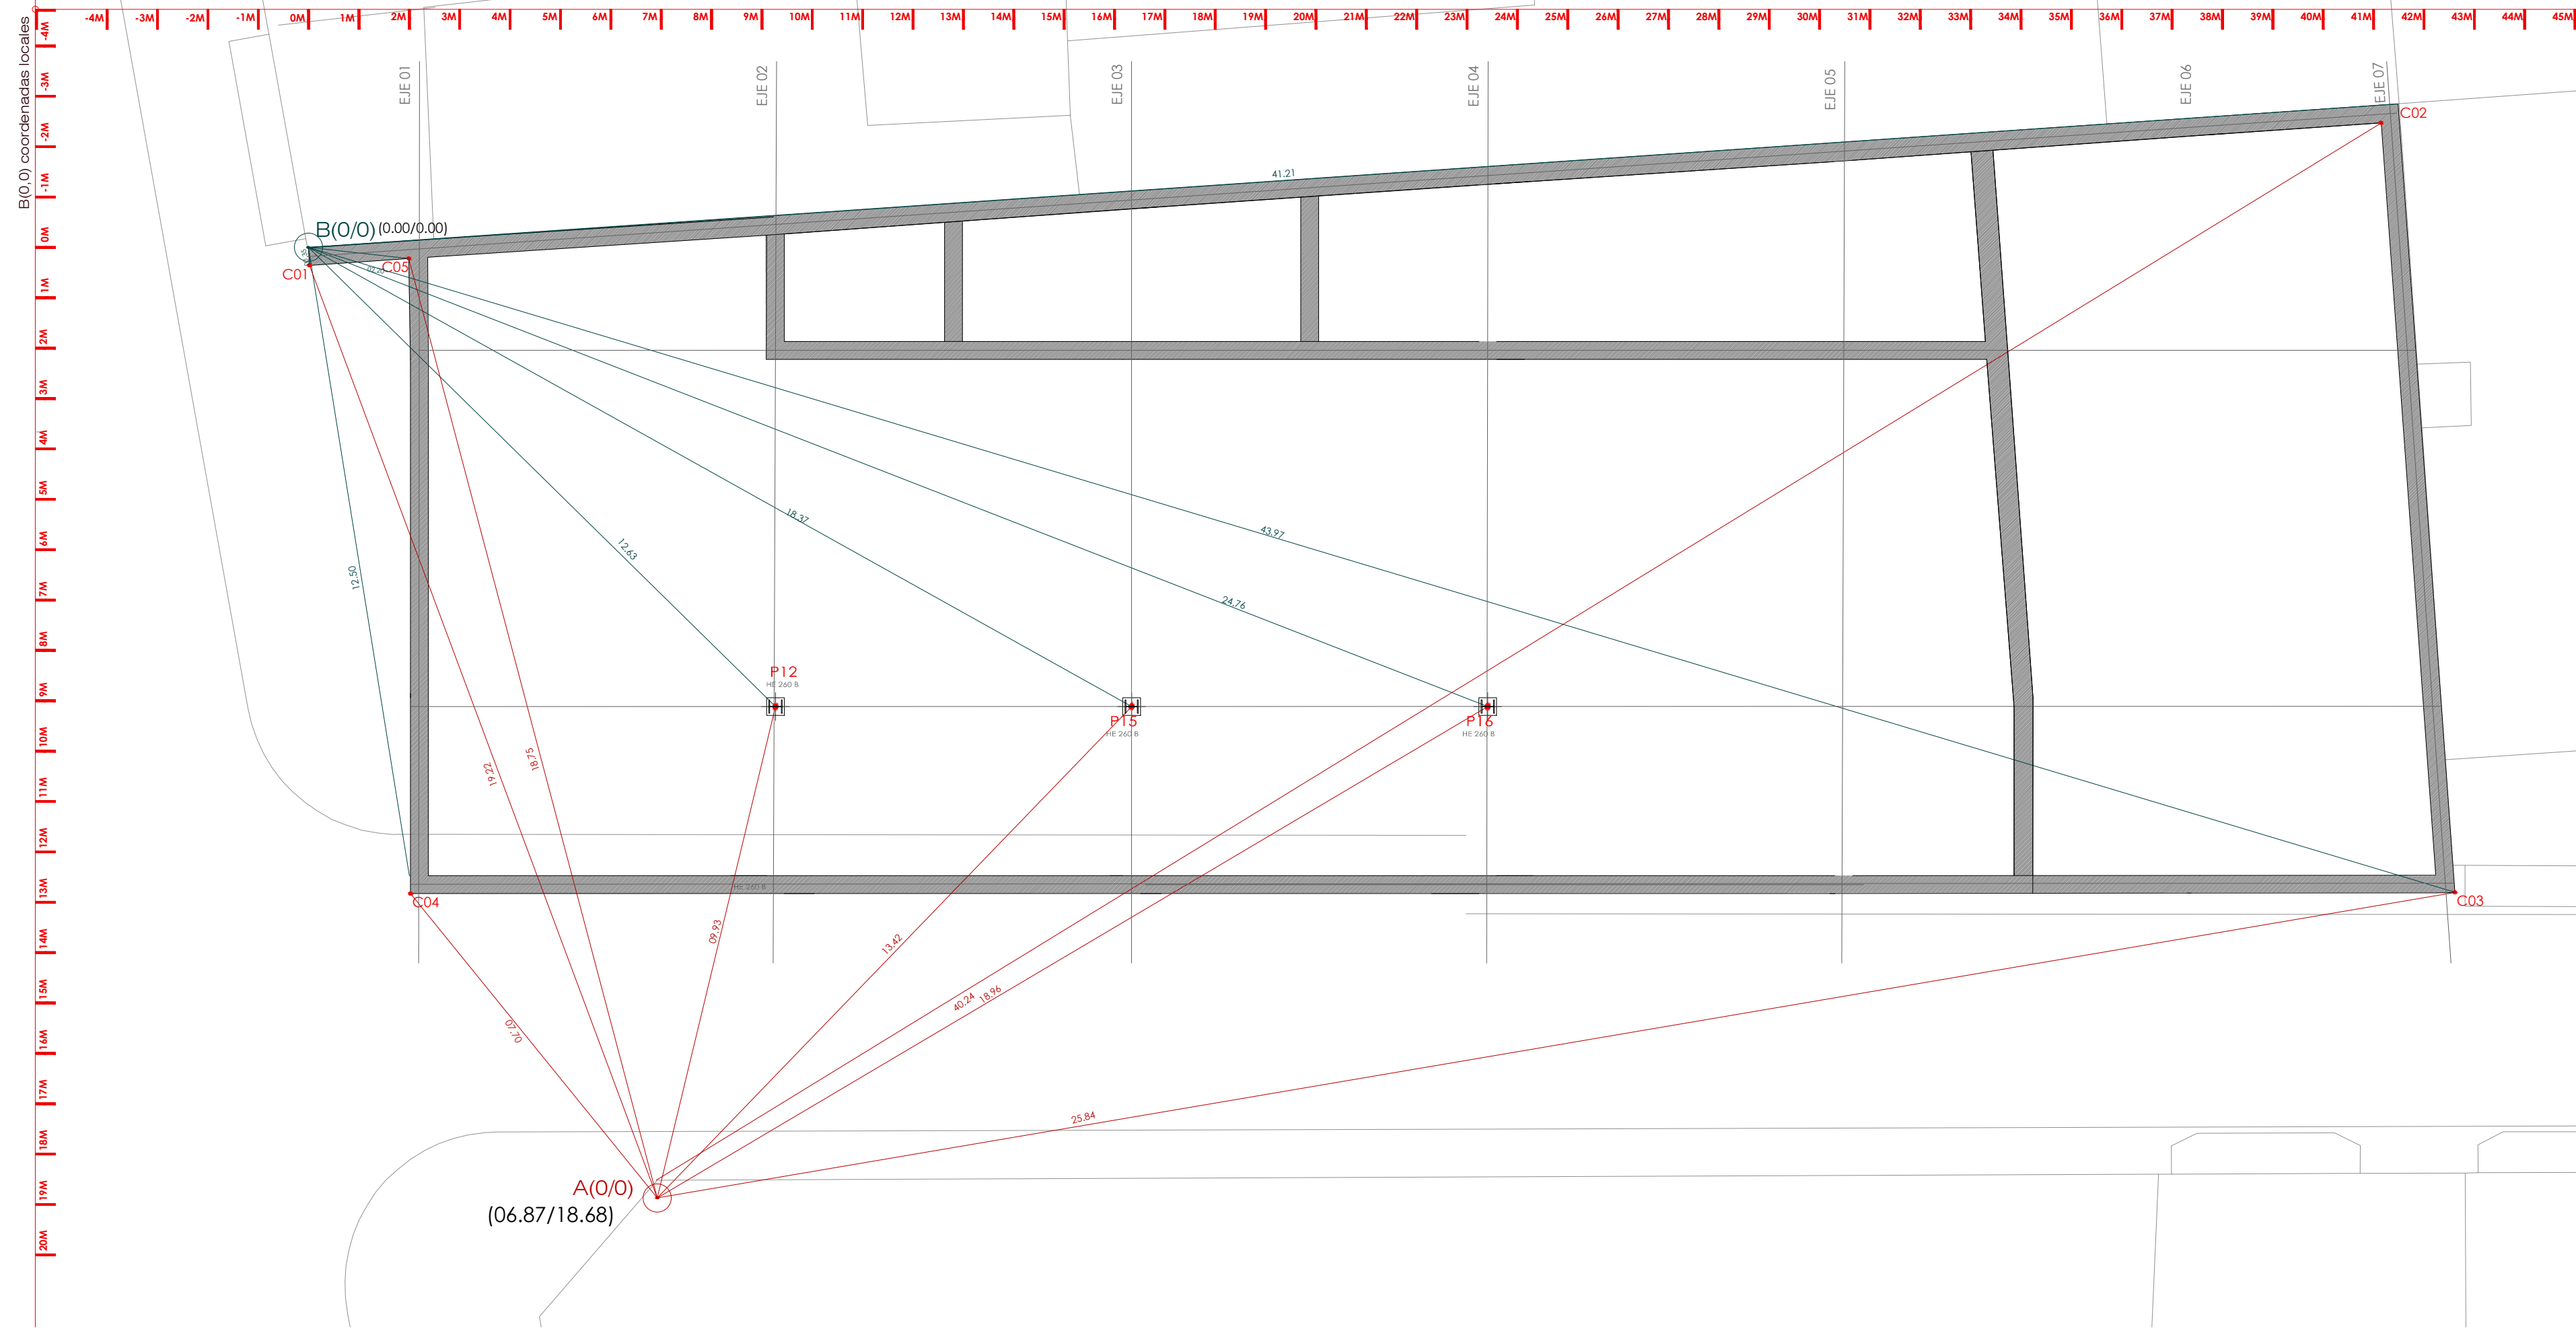 -4M -3M -2M -1M 0M 1M 2M 3M 4M 5M 6M 7M 8M 9M 10M 11M 12M 13M 14M 15M 16M 17M 18M 19M 20M 21M 22M 23M 24M 25M 26M 27M 28M 29M 30M 31M 32M 33M 34M 35M 36M 37M 38M 39M 40M 41M 42M 43M 44M 45M
B(0,0) coordenadas locales
-4M
-3M
-2M
-1M
0M
1M
2M
3M
4M
5M
6M
7M
8M
9M
10M
11M
12M
13M
14M
15M
16M
17M
18M
19M
20M
EJE 01
EJE 02
EJE 03
EJE 04
EJE 05
EJE 06
EJE 07
C02
41.21
B(0/0) (0.00/0.00)
C01
C05
18.37
43.97
12.63
12.50
24.76
P12
HE 260 B
P15
HE 260 B
P16
HE 260 B
18.75
19.22
HE 260 B
C04
C03
09.93
13.42
40.24
18.96
07.70
25.84
A(0/0)
(06.87/18.68)